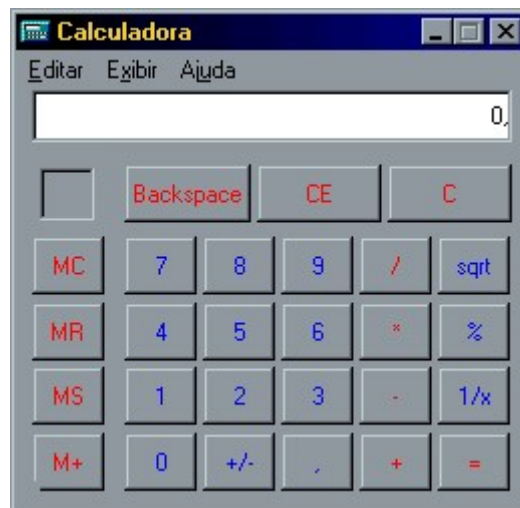 Calculadora
Editar Exibir Ajuda
0,
Backspace CE C
MC 7 8 9 / sqrt
MR 4 5 6 * %
MS 1 2 3 - 1/x
M+ 0 +/- , + =